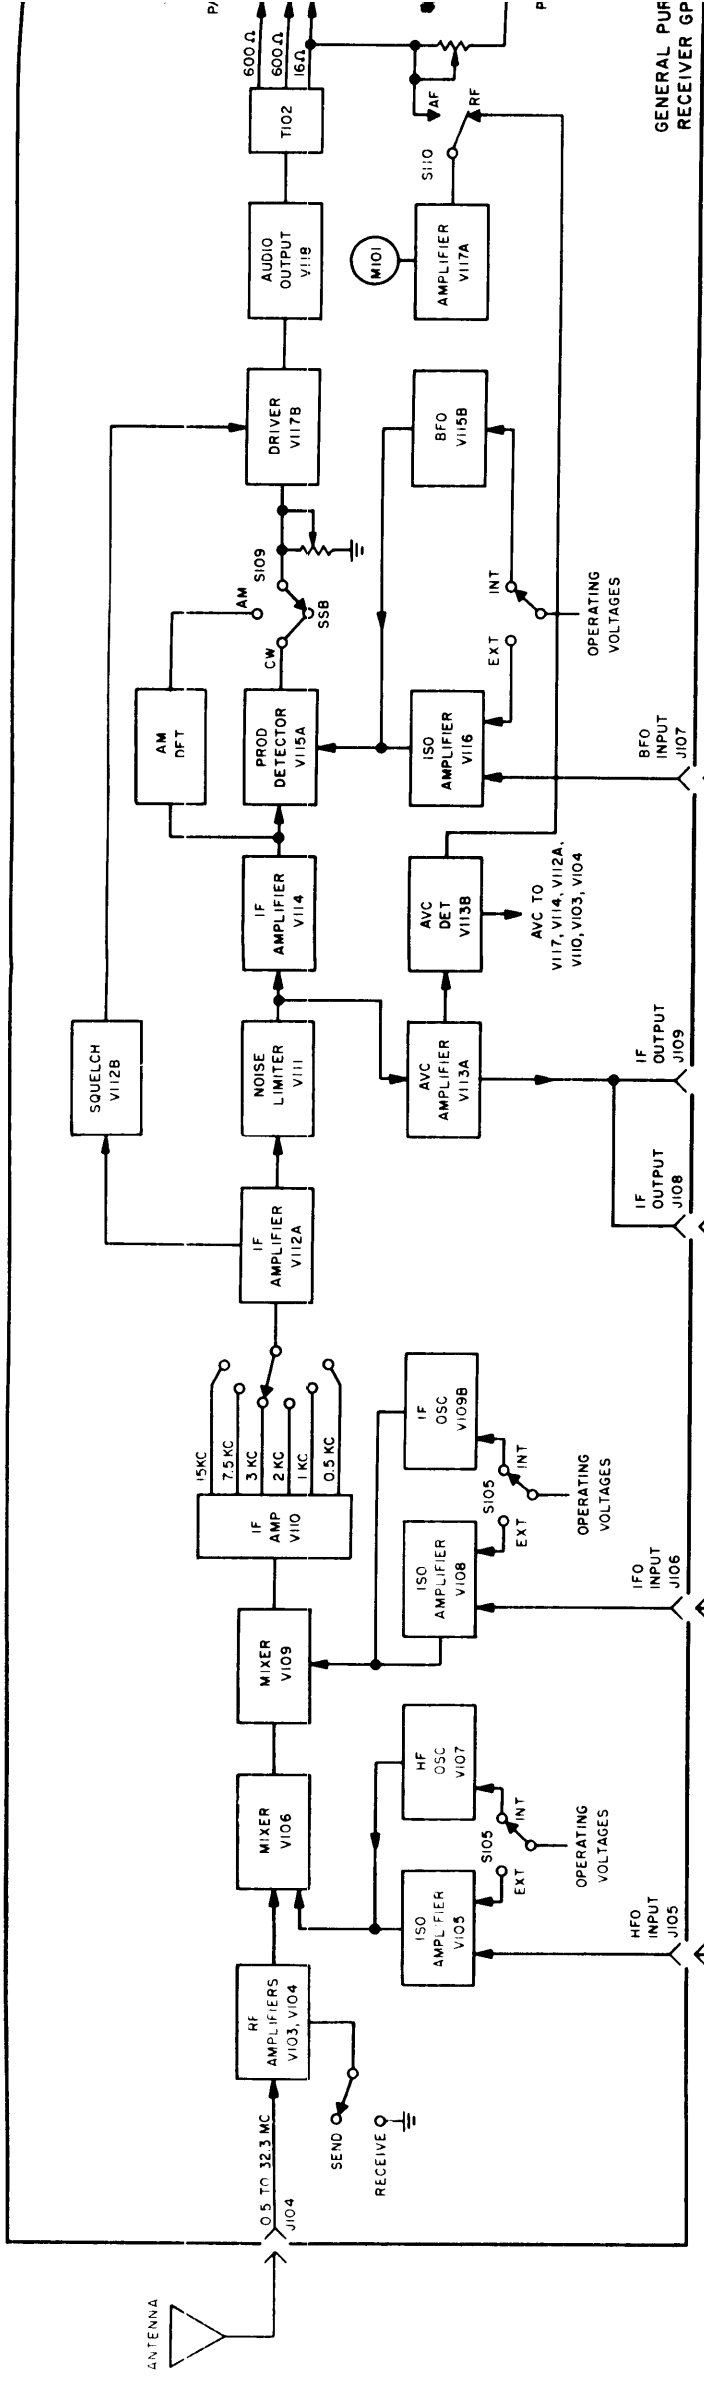 ANTENNA
0.5 TO 32.3 MC
J104
SEND
RECEIVE
RF
AMPLIFIERS
V103, V104
MIXER
V106
HFO
INPUT
J105
ISO
AMPLIFIER
V105
EXT
S105
INT
OPERATING
VOLTAGES
HF
OSC
V107
MIXER
V109
IFO
INPUT
J106
ISO
AMPLIFIER
V108
EXT
S105
INT
OPERATING
VOLTAGES
IF
OSC
V109B
IF
AMP
V110
15KC
7.5 KC
3 KC
2 KC
1 KC
0.5 KC
IF
AMPLIFIER
V112A
SQUELCH
V112B
NOISE
LIMITER
V111
IF
OUTPUT
J108
IF
OUTPUT
J109
AVC
AMPLIFIER
V113A
AVC
DET
V113B
AVC TO
V117, V114, V112A,
V110, V103, V104
IF
AMPLIFIER
V114
AM
DET
PROD
DETECTOR
V115A
BFO
INPUT
J107
ISO
AMPLIFIER
V116
EXT
INT
OPERATING
VOLTAGES
BFO
V115B
CW
AM
SSB
S109
DRIVER
V117B
AUDIO
OUTPUT
V118
M101
AMPLIFIER
V117A
S110
AF
RF
T102
600Ω
600Ω
16Ω
GENERAL PUR
RECEIVER GP